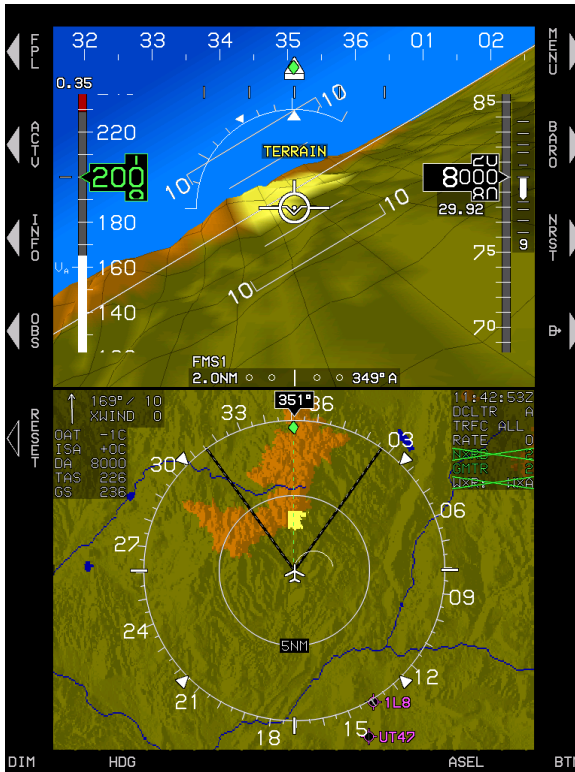 FPL
MENU
32 33 34 35 36 01 02
0.35
10
ACTV
BARO
220
85
TERRAIN
200
8000
29.92
10
10
180
INFO
NRST
9
VA
160
75
10
140
OBS
70
FMS1
2.0NM
349°A
RESET
169°/ 10
XWIND 0
OAT -1C
ISA +0C
DA 8000
TAS 226
GS 236
351°
11:42:53Z
DCLTR A
TRFC ALL
RATE 0
GMTR 2
33
36
03
30
06
27
09
24
5NM
12
21
1L8
18
15
UT47
DIM
HDG
ASEL